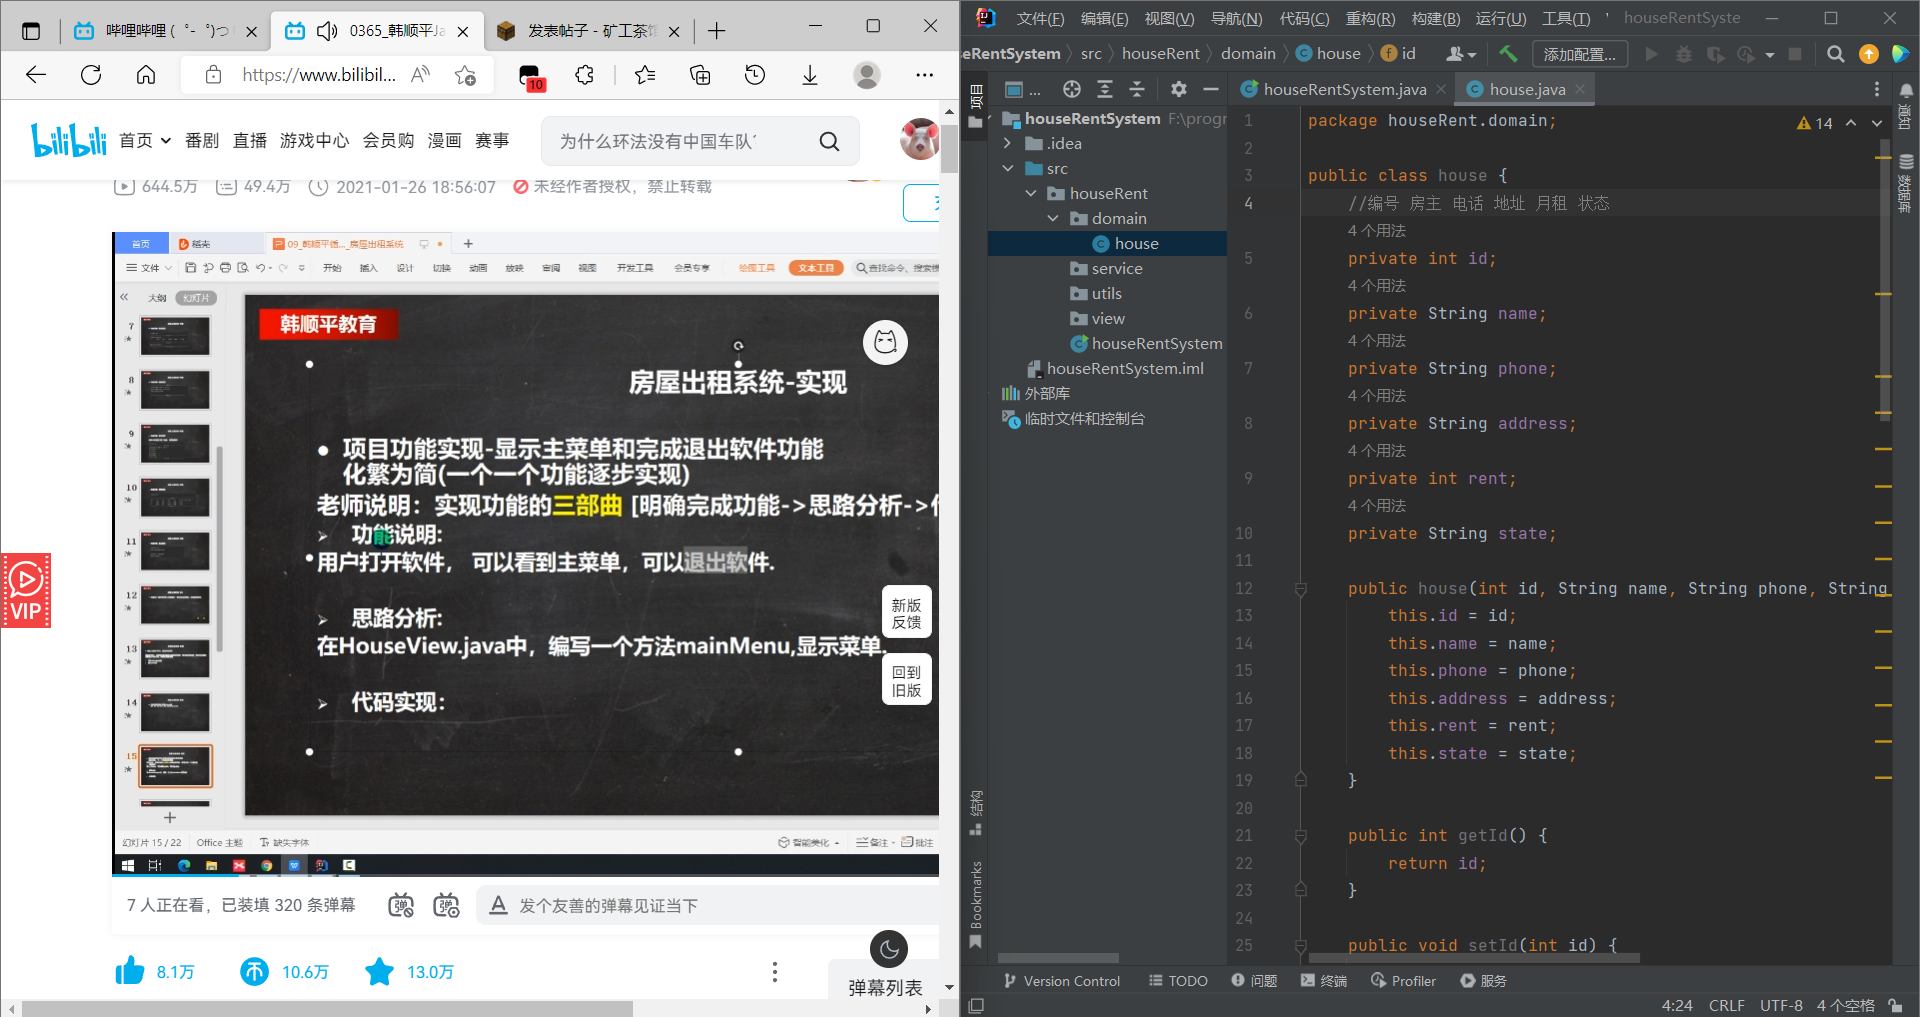 哔哩哔哩 (゜-゜)つ
0365_韩顺平Ja
发表帖子 - 矿工茶馆
https://www.bilibil...
10
bilibili
首页
番剧
直播
游戏中心
会员购
漫画
赛事
为什么环法没有中国车队?
644.5万
49.4万
2021-01-26 18:56:07
未经作者授权，禁止转载
首页
稻壳
09_韩顺平循..._房屋出租系统
文件
开始
插入
设计
切换
动画
放映
审阅
视图
开发工具
会员专享
绘图工具
文本工具
查找命令、搜索模
大纲
幻灯片
7
8
9
10
11
12
13
14
15
韩顺平教育
房屋出租系统-实现
● 项目功能实现-显示主菜单和完成退出软件功能
化繁为简(一个一个功能逐步实现)
老师说明：实现功能的三部曲 [明确完成功能->思路分析->代
功能说明:
用户打开软件， 可以看到主菜单，可以退出软件.
思路分析:
在HouseView.java中，编写一个方法mainMenu,显示菜单.
代码实现：
新版
反馈
回到
旧版
幻灯片 15 / 22
Office 主题
缺失字体
智能美化
备注
批注
VIP
7 人正在看，已装填 320 条弹幕
发个友善的弹幕见证当下
8.1万
10.6万
13.0万
弹幕列表
文件(F)
编辑(E)
视图(V)
导航(N)
代码(C)
重构(R)
构建(B)
运行(U)
工具(T)
houseRentSyste
eRentSystem
src
houseRent
domain
house
id
添加配置...
项目
...
houseRentSystem.java
house.java
houseRentSystem F:\progr
.idea
src
houseRent
domain
house
service
utils
view
houseRentSystem
houseRentSystem.iml
外部库
临时文件和控制台
结构
Bookmarks
通知
数据库
14
1 package houseRent.domain;
2
3 public class house {
4 //编号 房主 电话 地址 月租 状态
4 个用法
5 private int id;
4 个用法
6 private String name;
4 个用法
7 private String phone;
4 个用法
8 private String address;
4 个用法
9 private int rent;
4 个用法
10 private String state;
11
12 public house(int id, String name, String phone, String
13 this.id = id;
14 this.name = name;
15 this.phone = phone;
16 this.address = address;
17 this.rent = rent;
18 this.state = state;
19 }
20
21 public int getId() {
22 return id;
23 }
24
25 public void setId(int id) {
Version Control
TODO
问题
终端
Profiler
服务
4:24
CRLF
UTF-8
4 个空格